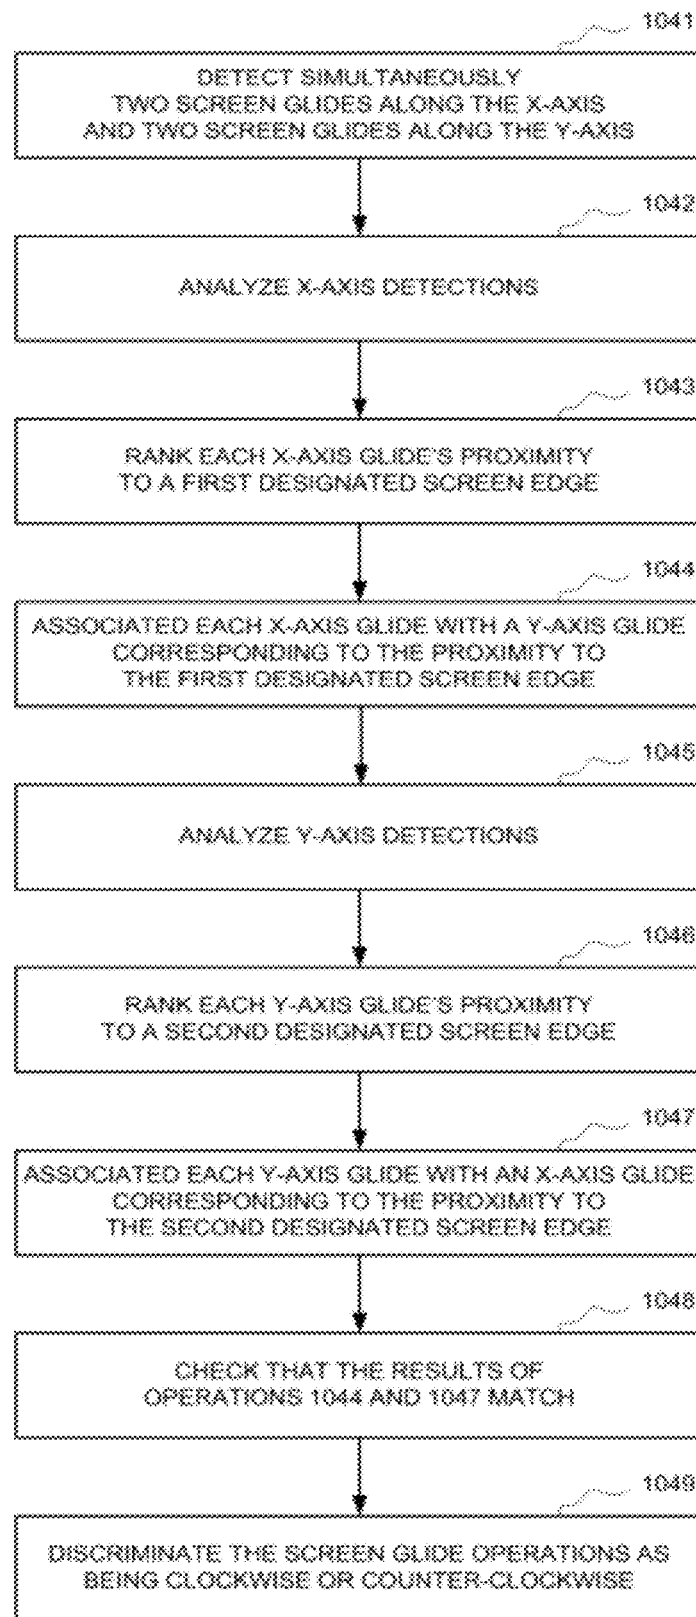 1041
DETECT SIMULTANEOUSLY
TWO SCREEN GLIDES ALONG THE X-AXIS
AND TWO SCREEN GLIDES ALONG THE Y-AXIS
1042
ANALYZE X-AXIS DETECTIONS
1043
RANK EACH X-AXIS GLIDE'S PROXIMITY
TO A FIRST DESIGNATED SCREEN EDGE
1044
ASSOCIATED EACH X-AXIS GLIDE WITH A Y-AXIS GLIDE
CORRESPONDING TO THE PROXIMITY TO
THE FIRST DESIGNATED SCREEN EDGE
1045
ANALYZE Y-AXIS DETECTIONS
1046
RANK EACH Y-AXIS GLIDE'S PROXIMITY
TO A SECOND DESIGNATED SCREEN EDGE
1047
ASSOCIATED EACH Y-AXIS GLIDE WITH AN X-AXIS GLIDE
CORRESPONDING TO THE PROXIMITY TO
THE SECOND DESIGNATED SCREEN EDGE
1048
CHECK THAT THE RESULTS OF
OPERATIONS 1044 AND 1047 MATCH
1049
DISCRIMINATE THE SCREEN GLIDE OPERATIONS AS
BEING CLOCKWISE OR COUNTER-CLOCKWISE